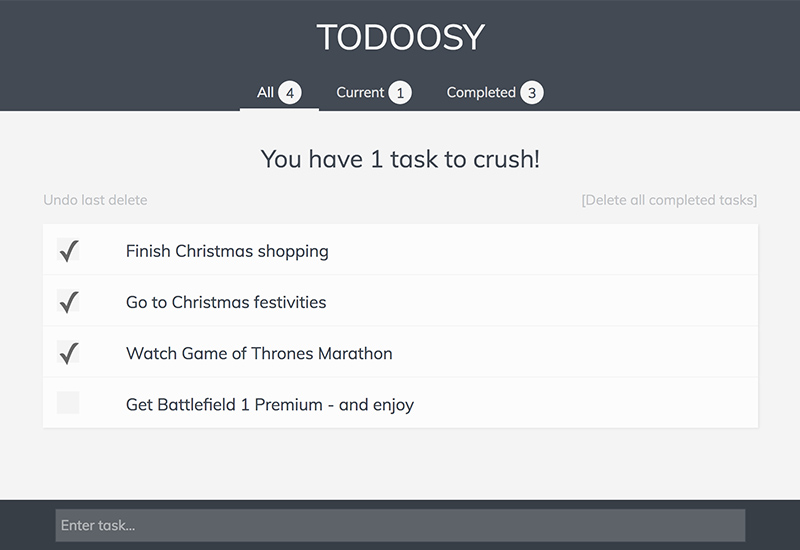 TODOOSY
All 4 Current 1 Completed 3
You have 1 task to crush!
Undo last delete [Delete all completed tasks]
Finish Christmas shopping
Go to Christmas festivities
Watch Game of Thrones Marathon
Get Battlefield 1 Premium - and enjoy
Enter task...